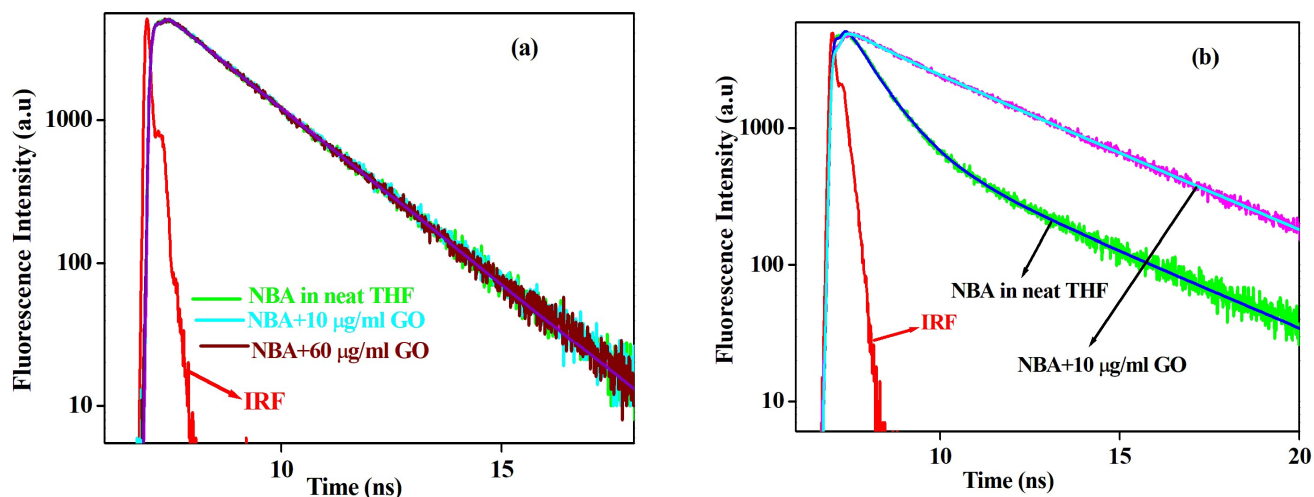 (a)
Fluorescence Intensity (a.u)
1000
100
10
NBA in neat THF
NBA+10 μg/ml GO
NBA+60 μg/ml GO
IRF
10
15
Time (ns)
(b)
Fluorescence Intensity (a.u)
1000
100
10
NBA in neat THF
IRF
NBA+10 μg/ml GO
10
15
20
Time (ns)